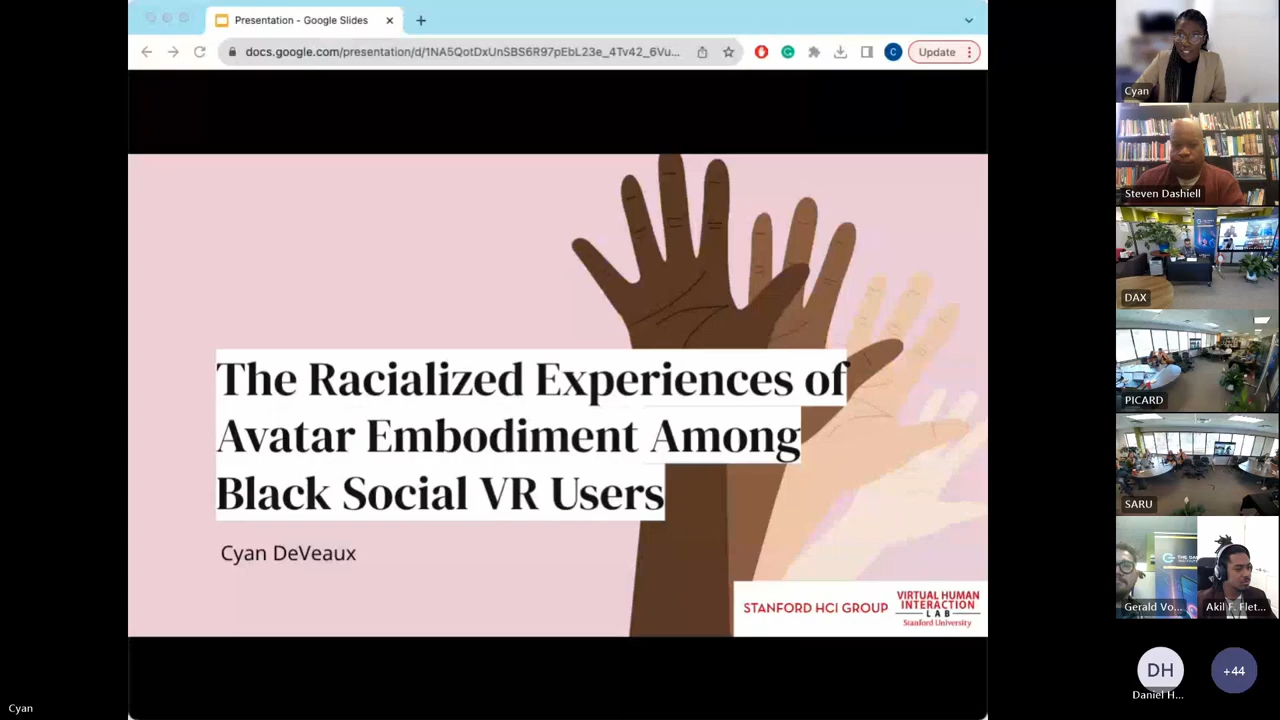 Presentation - Google Slides
docs.google.com/presentation/d/1NA5QotDxUnSBS6R97pEbL23e_4Tv42_6Vu...
C
Update
The Racialized Experiences of
Avatar Embodiment Among
Black Social VR Users
Cyan DeVeaux
STANFORD HCI GROUP
VIRTUAL HUMAN
INTERACTION
LAB
Stanford University
Cyan
Steven Dashiell
DAX
PICARD
SARU
Gerald Vo...
Akil F. Flet...
DH
Daniel H...
+44
Cyan